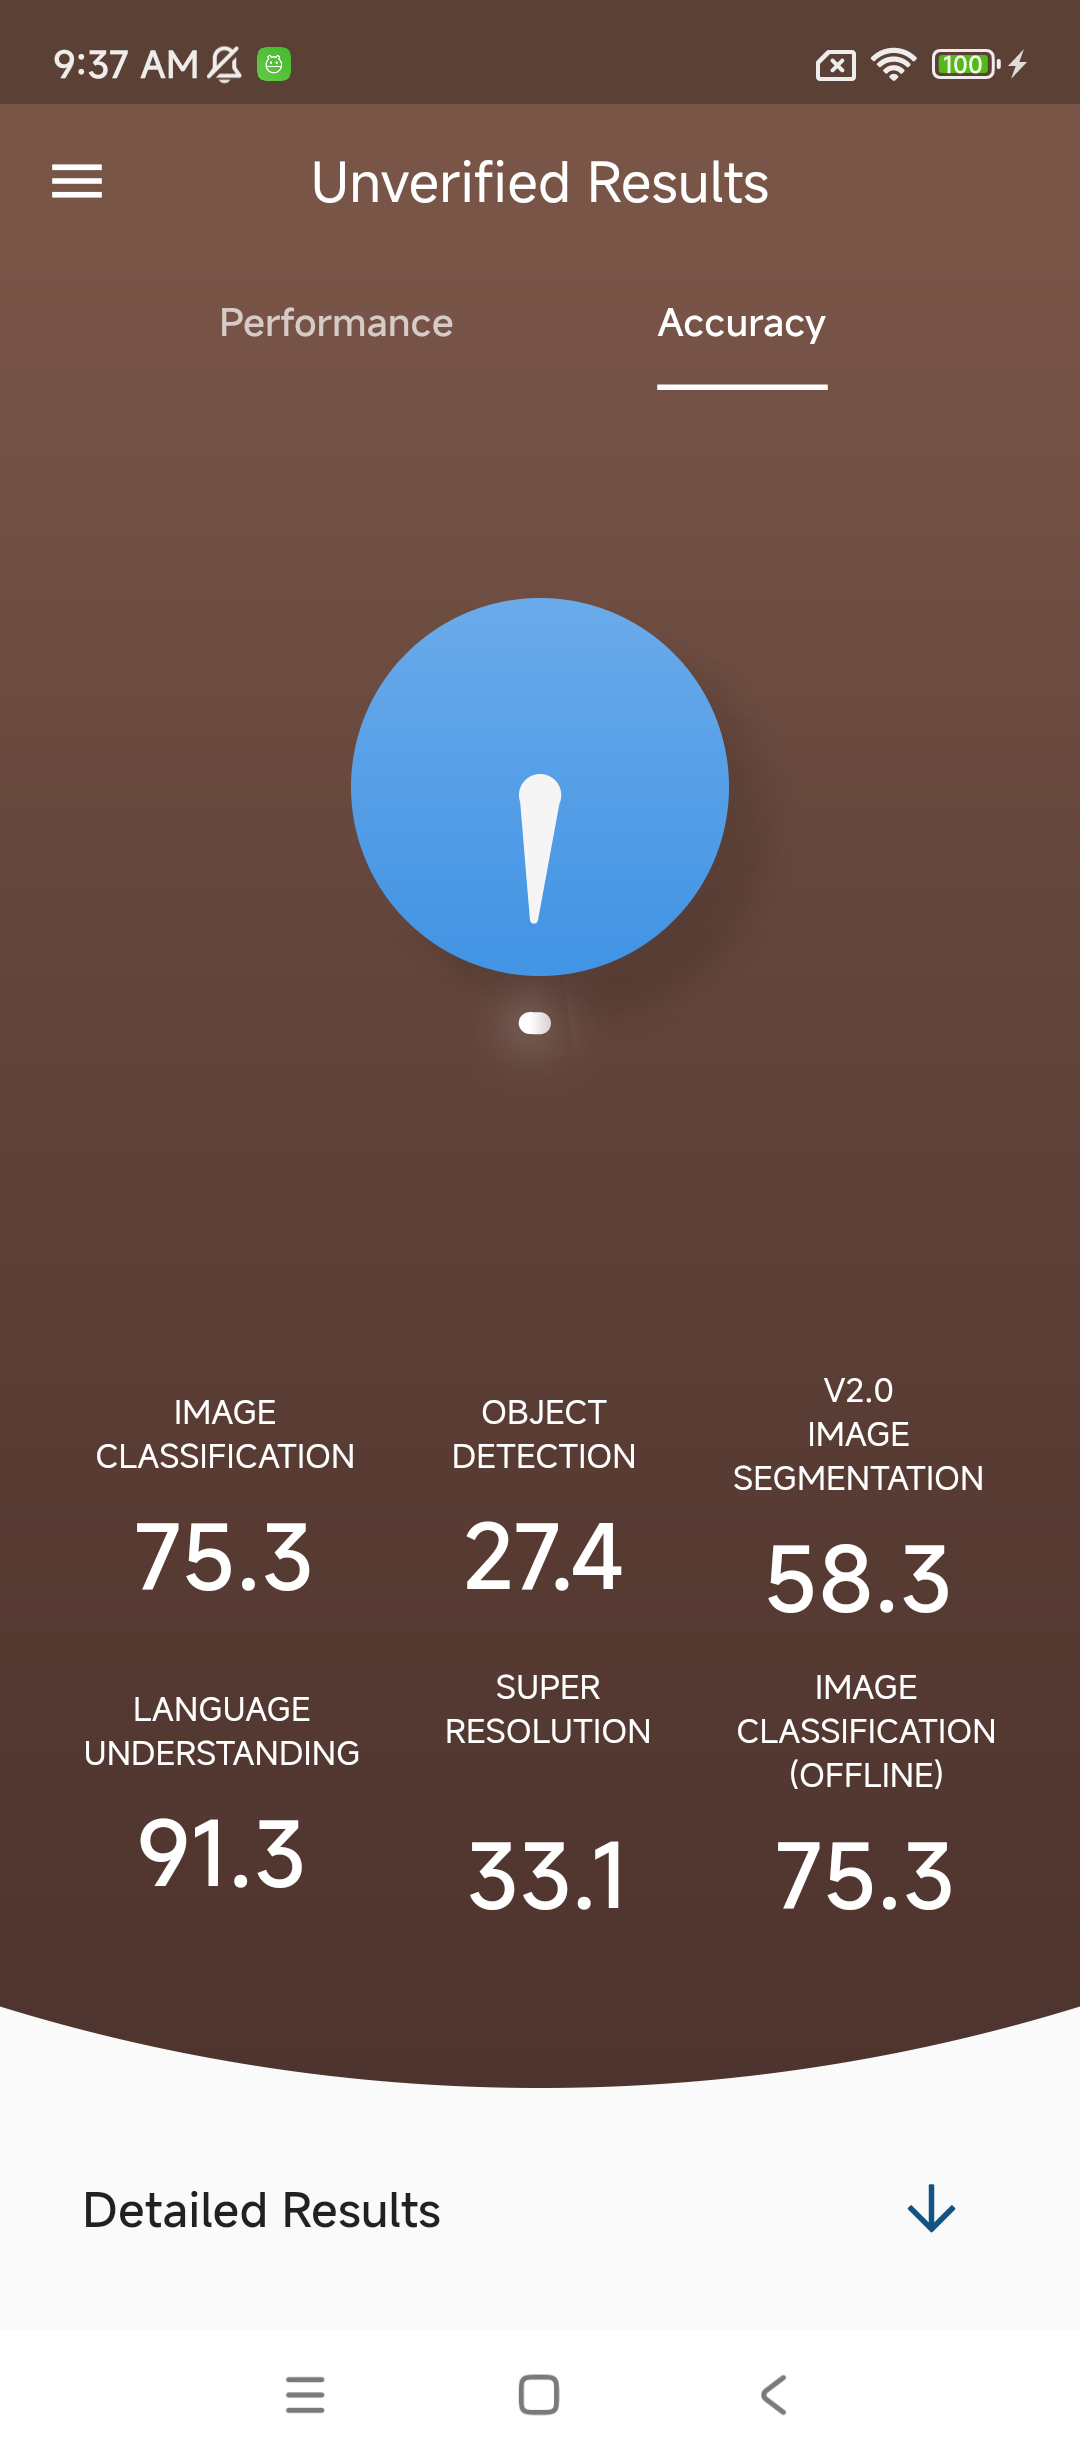 9:37 AM
100
Unverified Results
Performance
Accuracy
IMAGE
CLASSIFICATION
75.3
OBJECT
DETECTION
27.4
V2.0
IMAGE
SEGMENTATION
58.3
LANGUAGE
UNDERSTANDING
91.3
SUPER
RESOLUTION
33.1
IMAGE
CLASSIFICATION
(OFFLINE)
75.3
Detailed Results